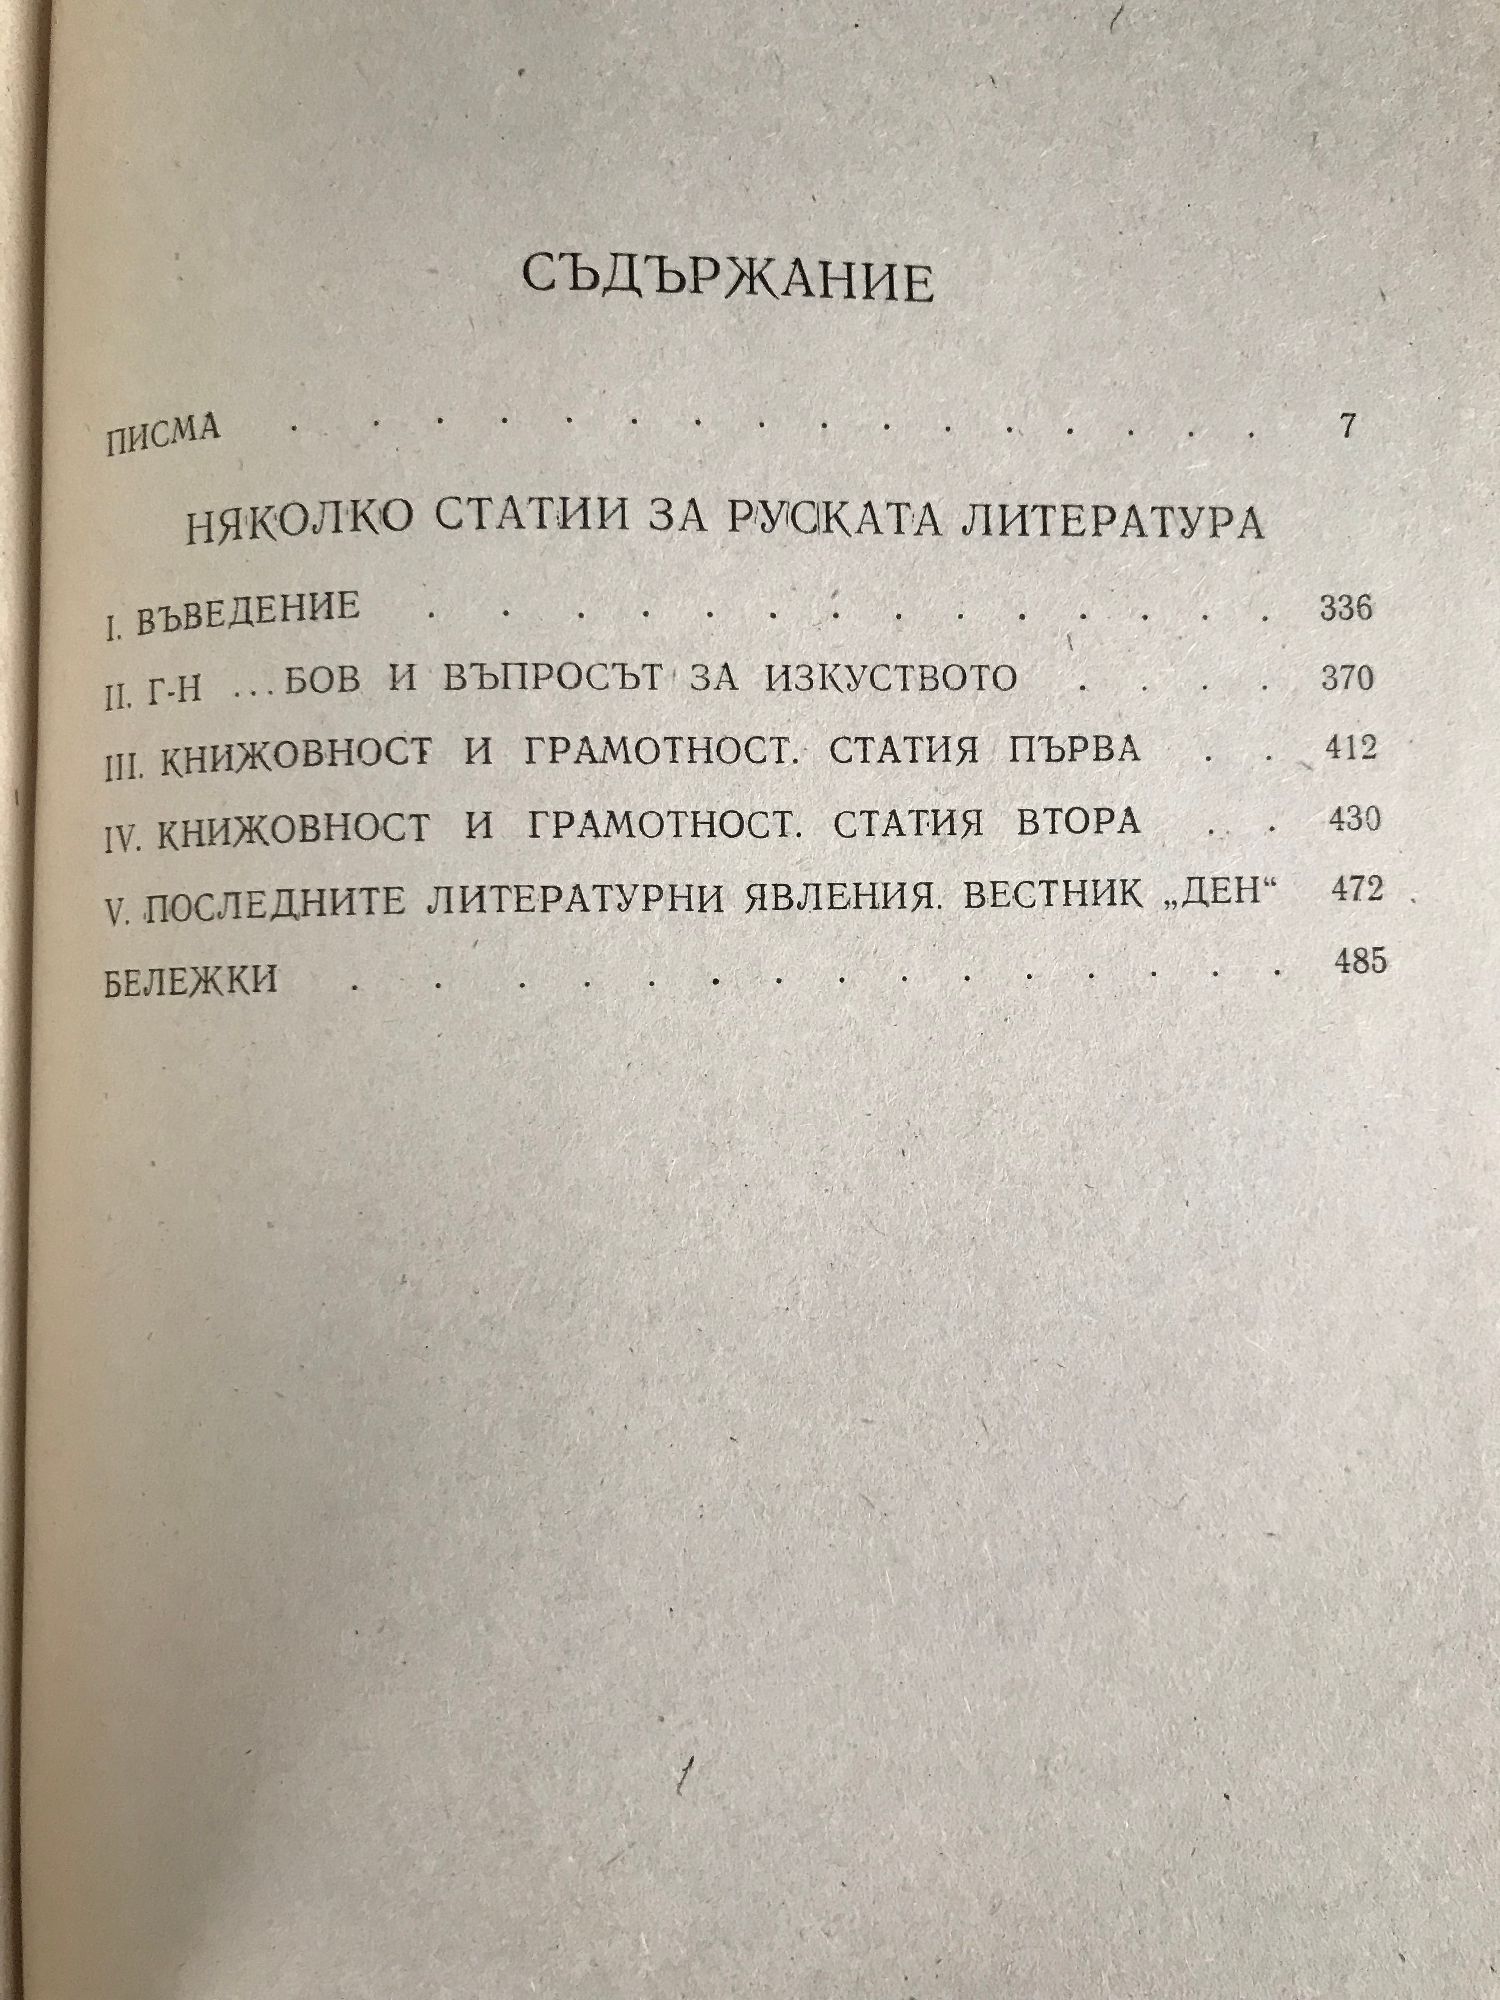 СЪДЪРЖАНИЕ
ПИСМА . . . . . . . . . . . . . . . 7
НЯКОЛКО СТАТИИ ЗА РУСКАТА ЛИТЕРАТУРА
I. ВЪВЕДЕНИЕ . . . . . . . . . . . . . . 336
II. Г-Н ...БОВ И ВЪПРОСЪТ ЗА ИЗКУСТВОТО . . . . 370
III. КНИЖОВНОСТ И ГРАМОТНОСТ. СТАТИЯ ПЪРВА . . 412
IV. КНИЖОВНОСТ И ГРАМОТНОСТ. СТАТИЯ ВТОРА . . 430
V. ПОСЛЕДНИТЕ ЛИТЕРАТУРНИ ЯВЛЕНИЯ. ВЕСТНИК „ДЕН“ 472
БЕЛЕЖКИ . . . . . . . . . . . . . . . 485